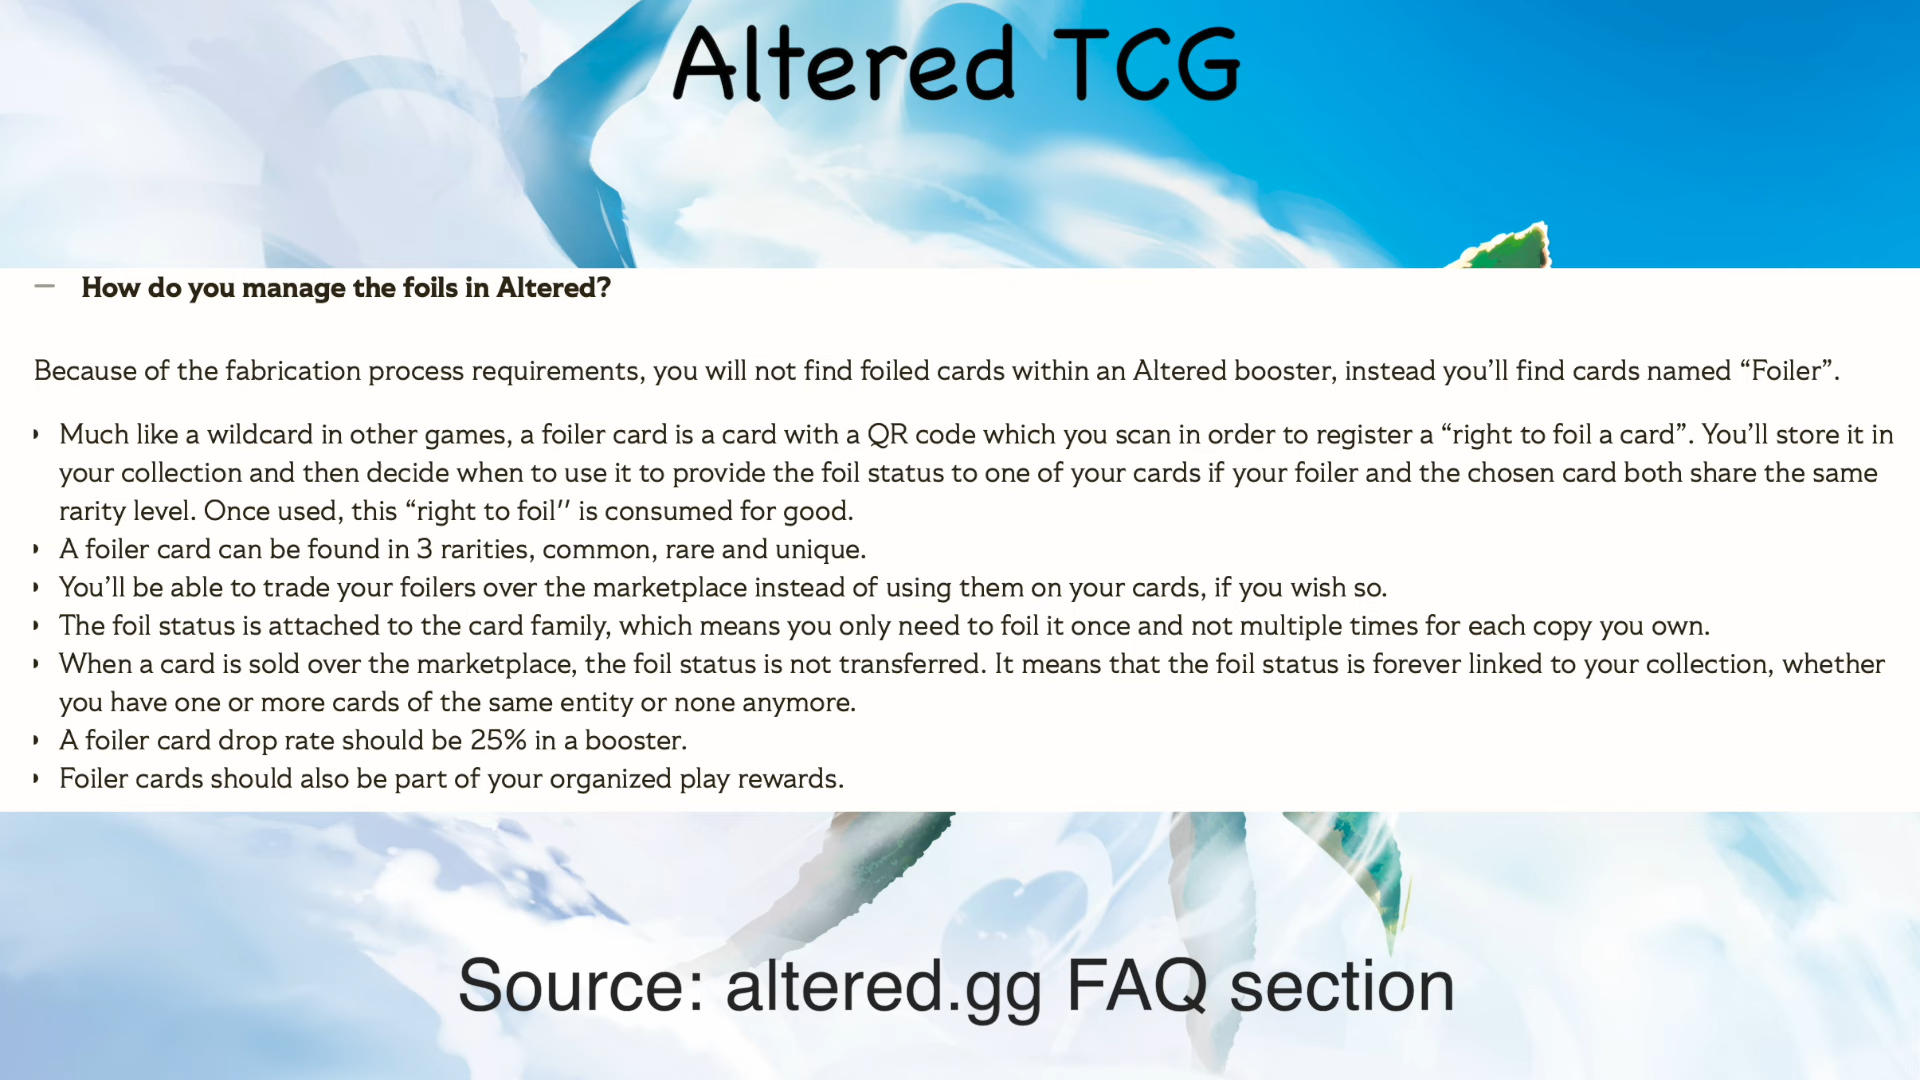 Altered TCG
— How do you manage the foils in Altered?
Because of the fabrication process requirements, you will not find foiled cards within an Altered booster, instead you’ll find cards named “Foiler”.
Much like a wildcard in other games, a foiler card is a card with a QR code which you scan in order to register a “right to foil a card”. You’ll store it in
your collection and then decide when to use it to provide the foil status to one of your cards if your foiler and the chosen card both share the same
rarity level. Once used, this “right to foil′′ is consumed for good.
A foiler card can be found in 3 rarities, common, rare and unique.
You’ll be able to trade your foilers over the marketplace instead of using them on your cards, if you wish so.
The foil status is attached to the card family, which means you only need to foil it once and not multiple times for each copy you own.
When a card is sold over the marketplace, the foil status is not transferred. It means that the foil status is forever linked to your collection, whether
you have one or more cards of the same entity or none anymore.
A foiler card drop rate should be 25% in a booster.
Foiler cards should also be part of your organized play rewards.
Source: altered.gg FAQ section